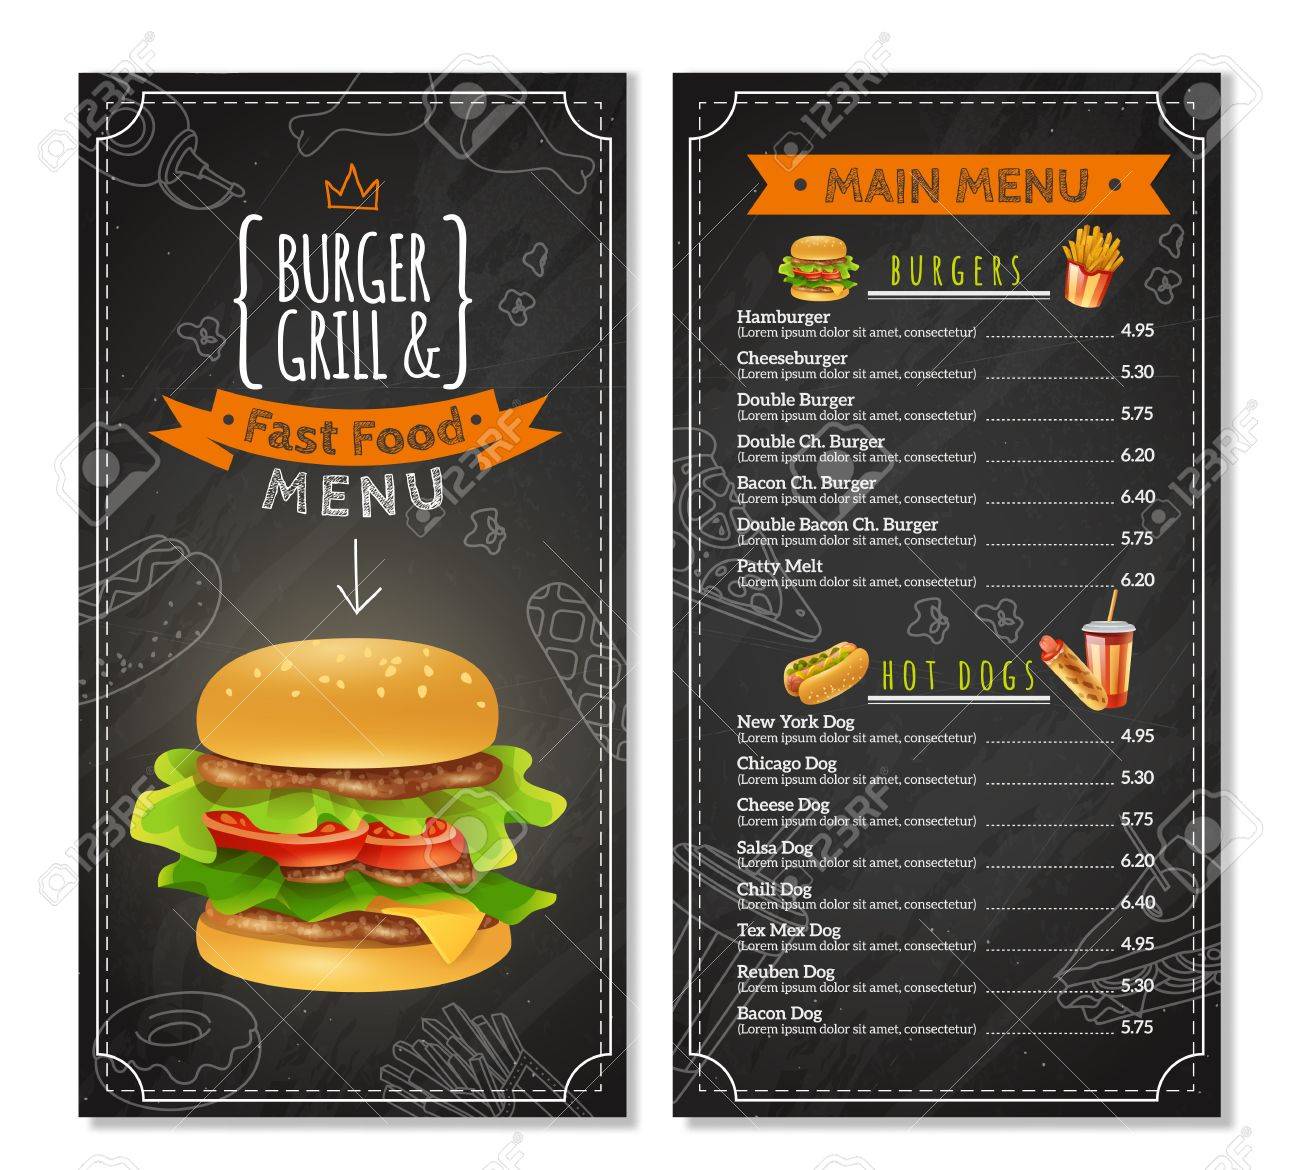 BURGER
GRILL &
Fast Food
MENU
MAIN MENU
BURGERS
Hamburger
(Lorem ipsum dolor sit amet, consectetur) 4.95
Cheeseburger
(Lorem ipsum dolor sit amet, consectetur) 5.30
Double Burger
(Lorem ipsum dolor sit amet, consectetur) 5.75
Double Ch. Burger
(Lorem ipsum dolor sit amet, consectetur) 6.20
Bacon Ch. Burger
(Lorem ipsum dolor sit amet, consectetur) 6.40
Double Bacon Ch. Burger
(Lorem ipsum dolor sit amet, consectetur) 5.75
Patty Melt
(Lorem ipsum dolor sit amet, consectetur) 6.20
HOT DOGS
New York Dog
(Lorem ipsum dolor sit amet, consectetur) 4.95
Chicago Dog
(Lorem ipsum dolor sit amet, consectetur) 5.30
Cheese Dog
(Lorem ipsum dolor sit amet, consectetur) 5.75
Salsa Dog
(Lorem ipsum dolor sit amet, consectetur) 6.20
Chili Dog
(Lorem ipsum dolor sit amet, consectetur) 6.40
Tex Mex Dog
(Lorem ipsum dolor sit amet, consectetur) 4.95
Reuben Dog
(Lorem ipsum dolor sit amet, consectetur) 5.30
Bacon Dog
(Lorem ipsum dolor sit amet, consectetur) 5.75
123RF